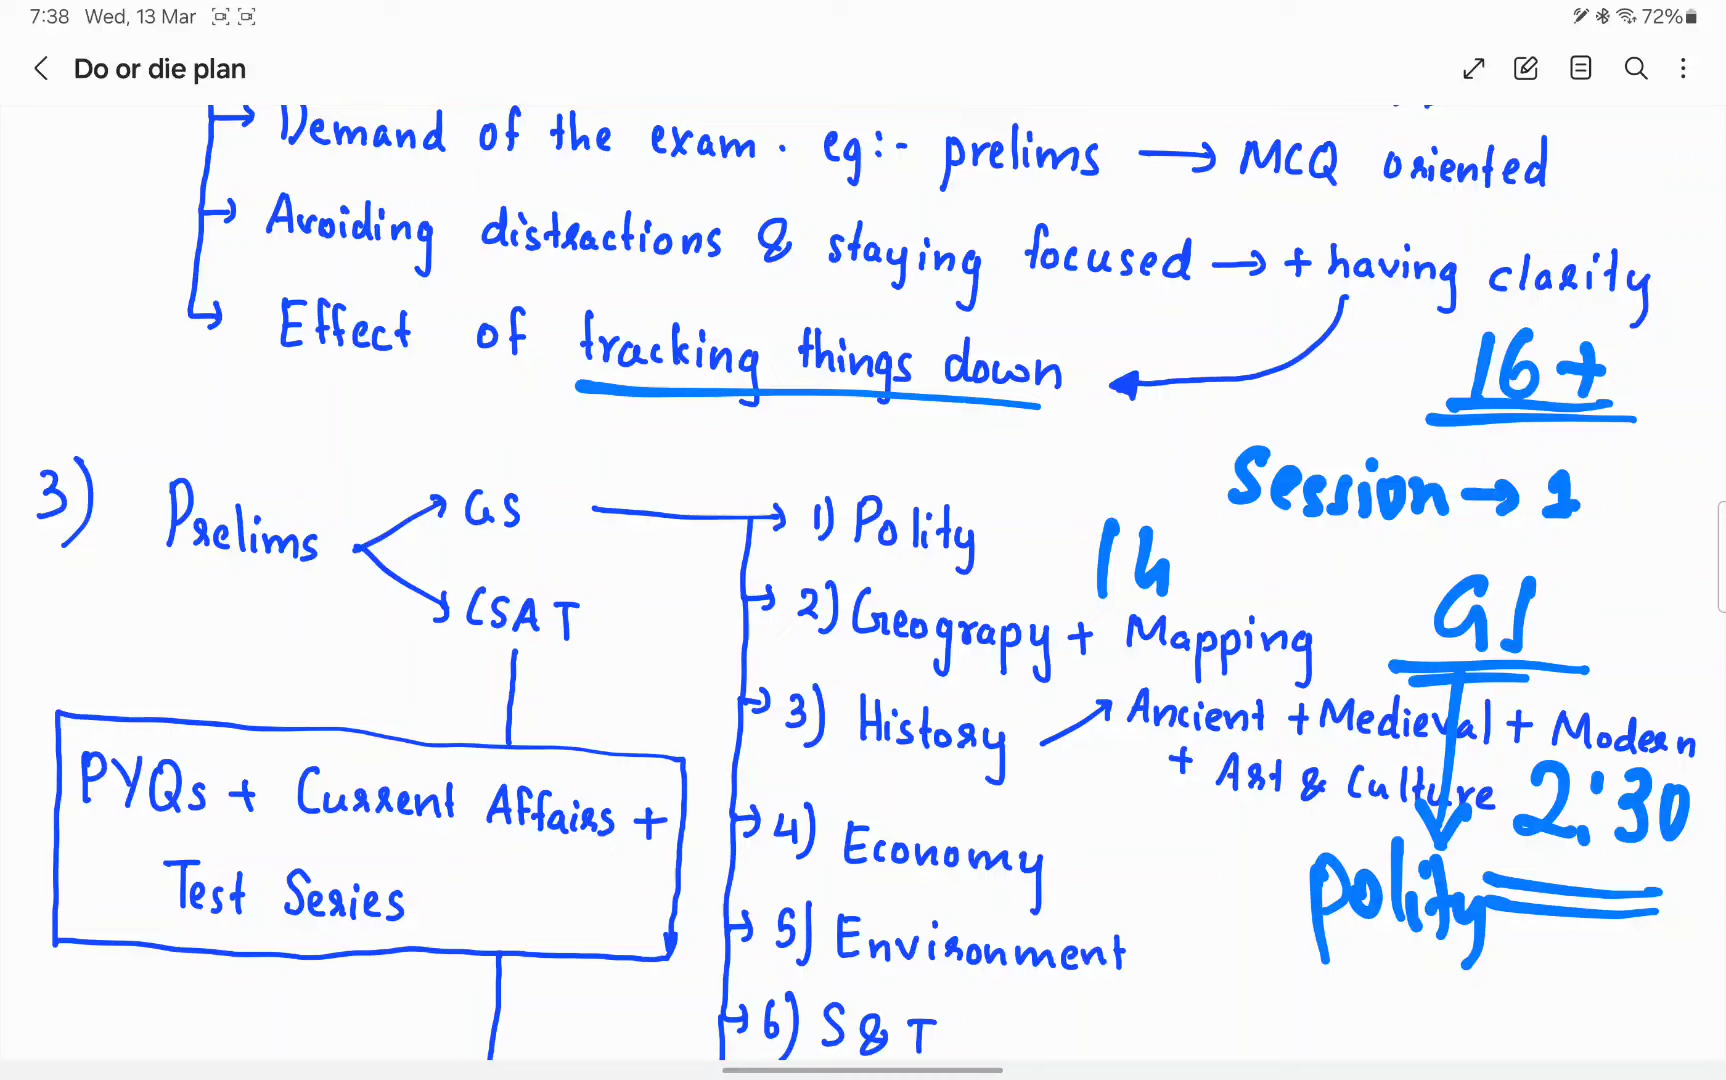 7:38 Wed, 13 Mar
72%
Do or die plan
Demand of the exam. eg:- prelims → MCQ oriented
Avoiding distractions & staying focused → + having clarity
Effect of tracking things down
16+
Session → 1
3) Prelims
GS
CSAT
1) Polity
14
2) Geograpy + Mapping
GS
3) History
Ancient + Medieval + Modern
+ Art & Culture
2:30
PYQs + Current Affairs +
Test Series
4) Economy
polity
5) Environment
6) S & T